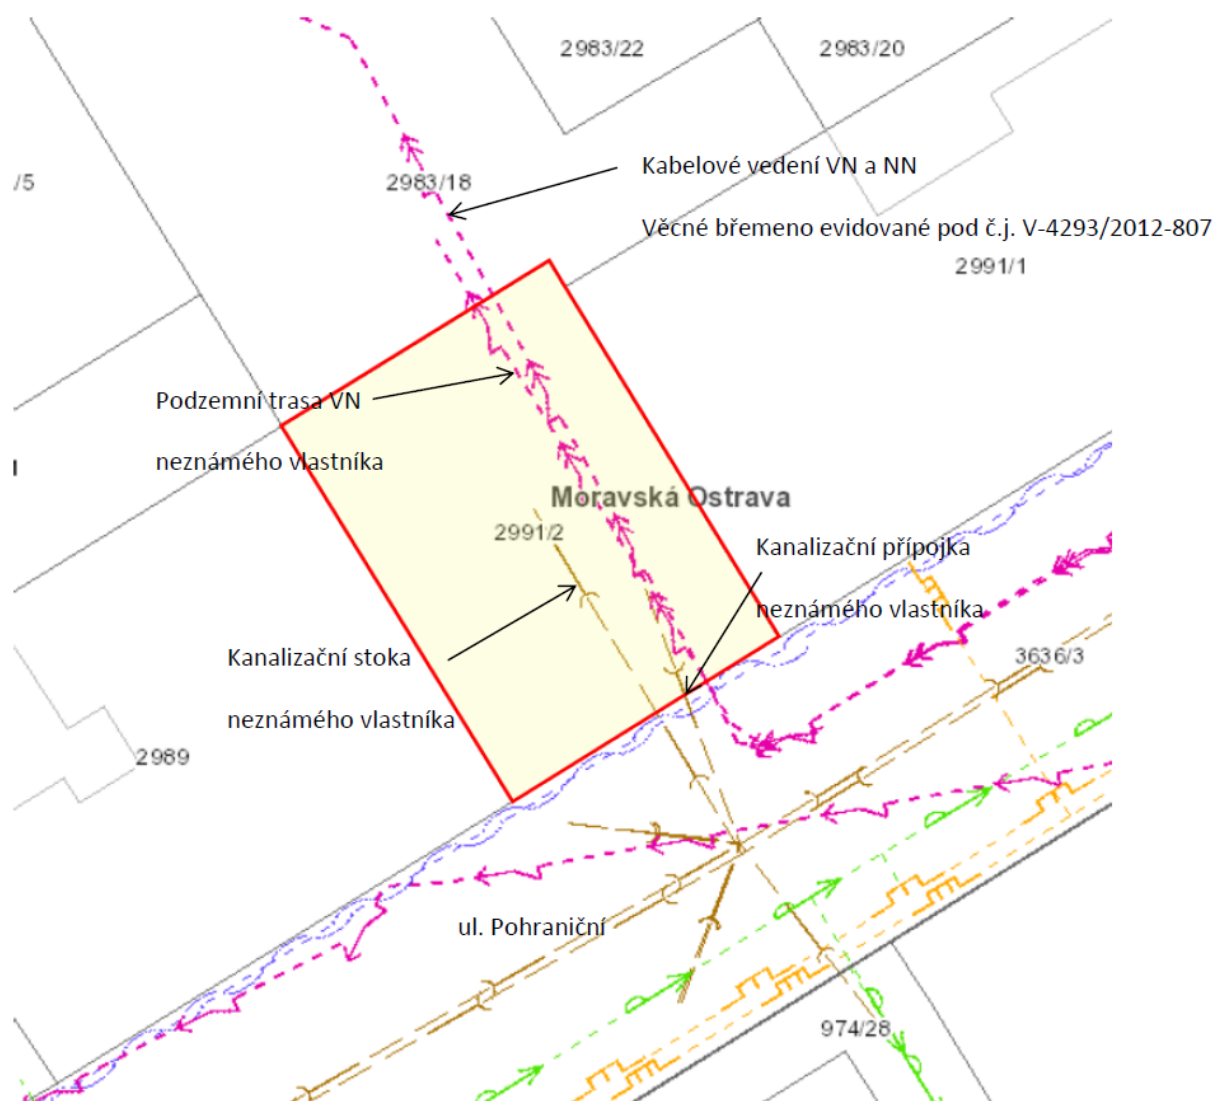 2983/22
2983/20
Kabelové vedení VN a NN
/5
2983/18
Věcné břemeno evidované pod č.j. V-4293/2012-807
2991/1
Podzemní trasa VN
neznámého vlastníka
Moravská Ostrava
2991/2
Kanalizační přípojka
neznámého vlastníka
Kanalizační stoka
3636/3
neznámého vlastníka
2989
ul. Pohraniční
974/28